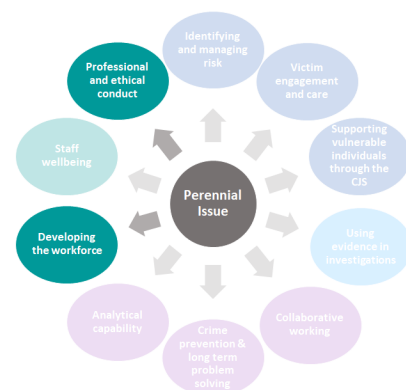 Identifying
and managing
risk
Professional
and ethical
conduct
Victim
engagement
and care
Staff
wellbeing
Supporting
vulnerable
individuals
through the
CJS
Perennial
Issue
Developing
the workforce
Using
evidence in
investigations
Analytical
capability
Collaborative
working
Crime
prevention &
long term
problem
solving